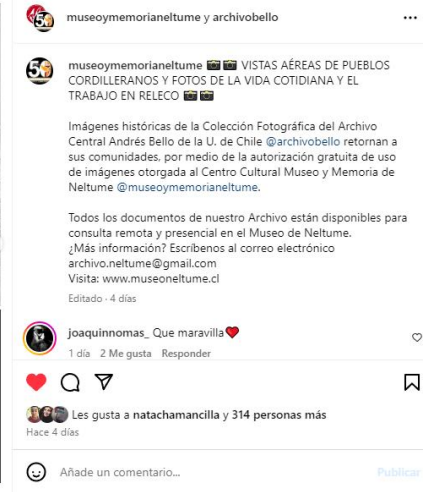 museoymemorianeltume y archivobello
museoymemorianeltume 📸📸 VISTAS AÉREAS DE PUEBLOS
CORDILLERANOS Y FOTOS DE LA VIDA COTIDIANA Y EL
TRABAJO EN RELECO 📸📸
Imágenes históricas de la Colección Fotográfica del Archivo
Central Andrés Bello de la U. de Chile @archivobello retornan a
sus comunidades, por medio de la autorización gratuita de uso
de imágenes otorgada al Centro Cultural Museo y Memoria de
Neltume @museoymemorianeltume.
Todos los documentos de nuestro Archivo están disponibles para
consulta remota y presencial en el Museo de Neltume.
¿Más información? Escríbenos al correo electrónico
archivo.neltume@gmail.com
Visita: www.museoneltume.cl
Editado · 4 días
joaquinnomas_ Que maravilla❤️
1 día 2 Me gusta Responder
Les gusta a natachamancilla y 314 personas más
Hace 4 días
Añade un comentario...
Publicar